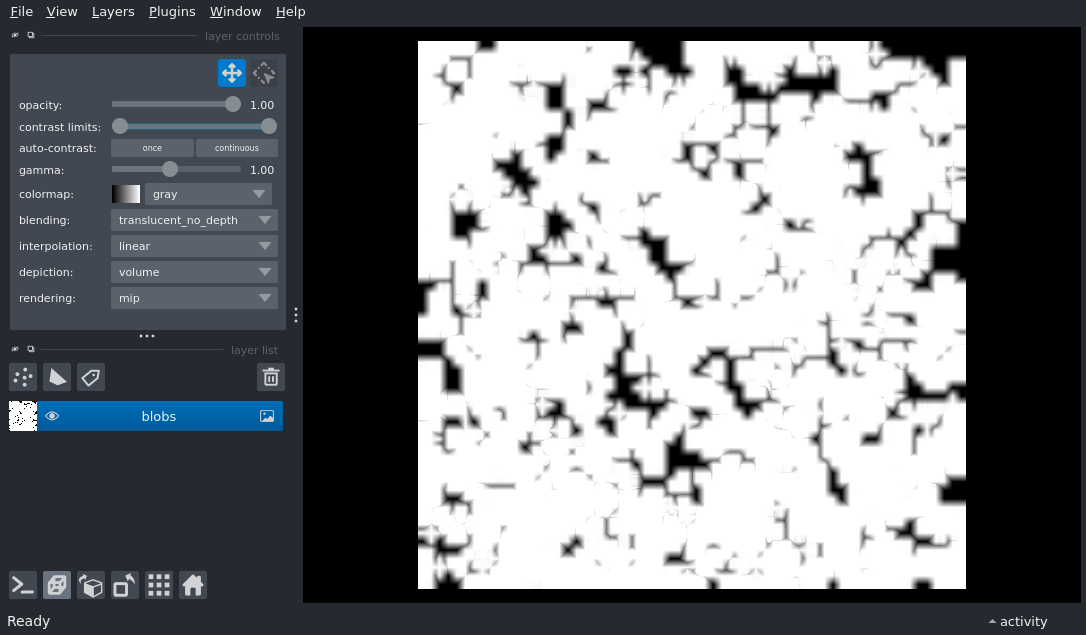 File View Layers Plugins Window Help
layer controls
opacity: 1.00
contrast limits:
auto-contrast: once continuous
gamma: 1.00
colormap: gray
blending: translucent_no_depth
interpolation: linear
depiction: volume
rendering: mip
layer list
blobs
Ready activity